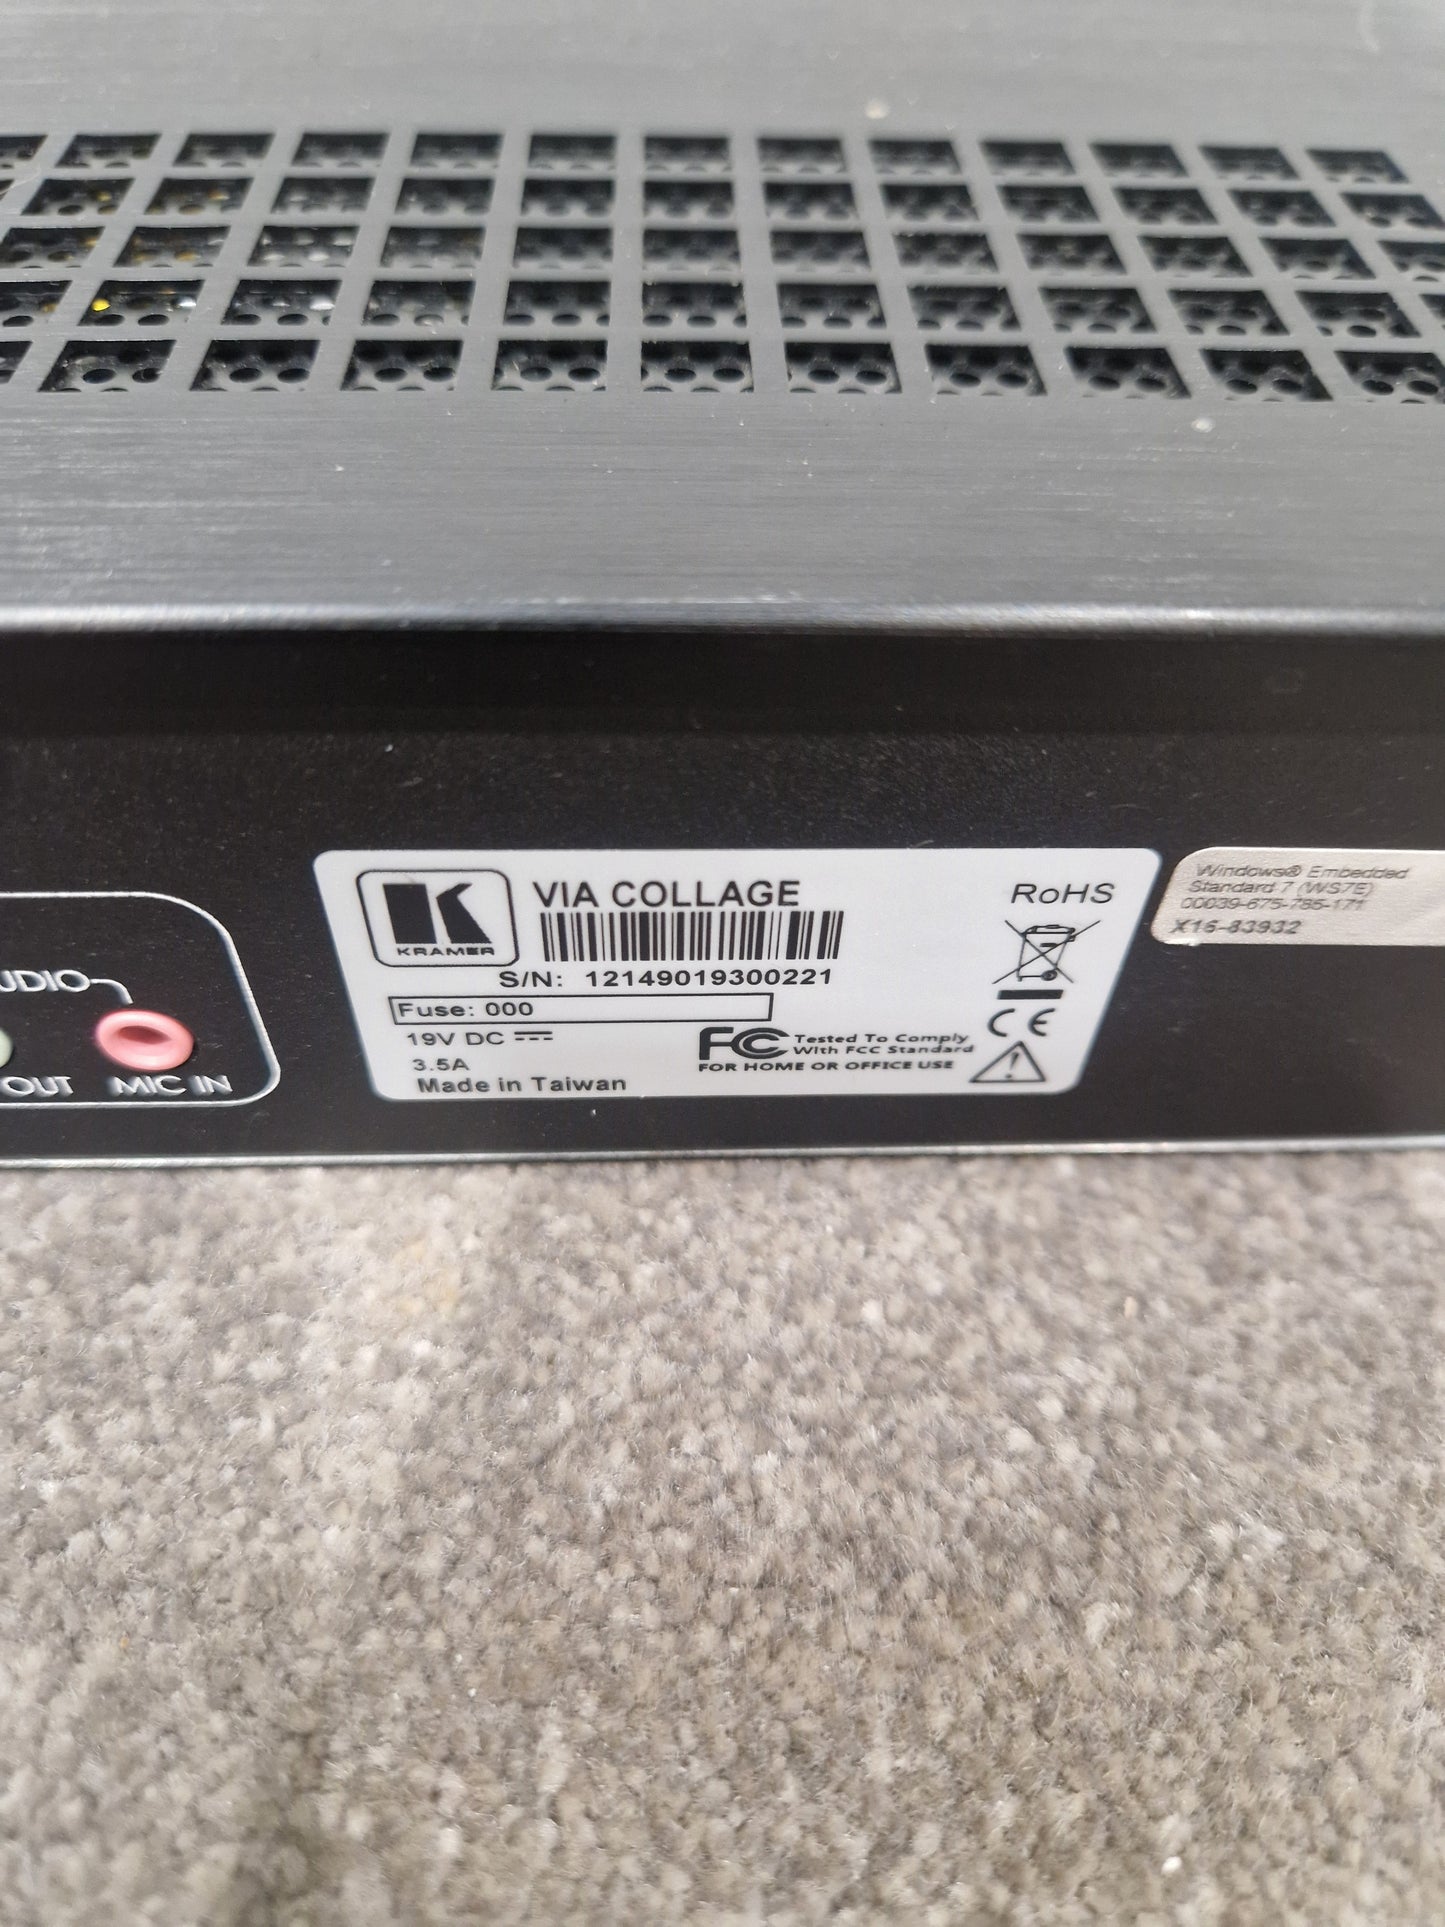 VIA COLLAGE
KRAMER
S/N: 12149019300221
Fuse: 000
19V DC
3.5A
Made in Taiwan
FC Tested To Comply
With FCC Standard
FOR HOME OR OFFICE USE
RoHS
CE
Windows® Embedded
Standard 7 (WS7E)
00039-675-785-171
X16-83932
UDIO
OUT
MIC IN